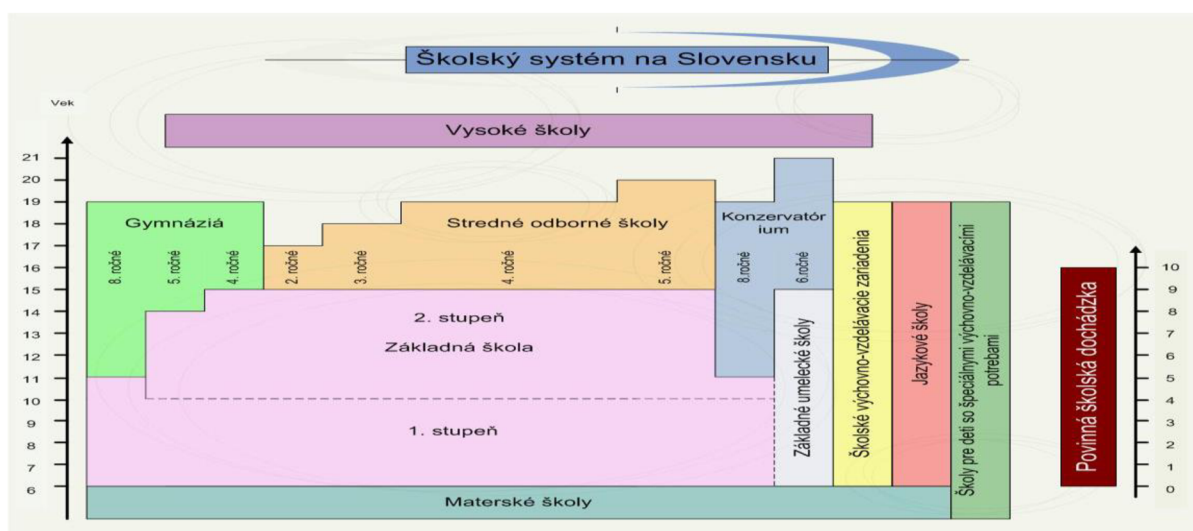 Školský systém na Slovensku
Vek
Vysoké školy
21
20
19
18
17
16
15
14
13
12
11
10
9
8
7
6
Gymnáziá
8. ročné
5. ročné
4. ročné
Stredné odborné školy
2. ročné
3. ročné
4. ročné
5. ročné
Konzervatór
ium
8.ročné
6.ročné
2. stupeň
Základná škola
1. stupeň
Základné umelecké školy
Školské výchovno-vzdelávacie zariadenia
Jazykové školy
Školy pre deti so špeciálnymi výchovno-vzdelávacími
potrebami
Materské školy
Povinná školská dochádzka
10
9
8
7
6
5
4
3
2
1
0